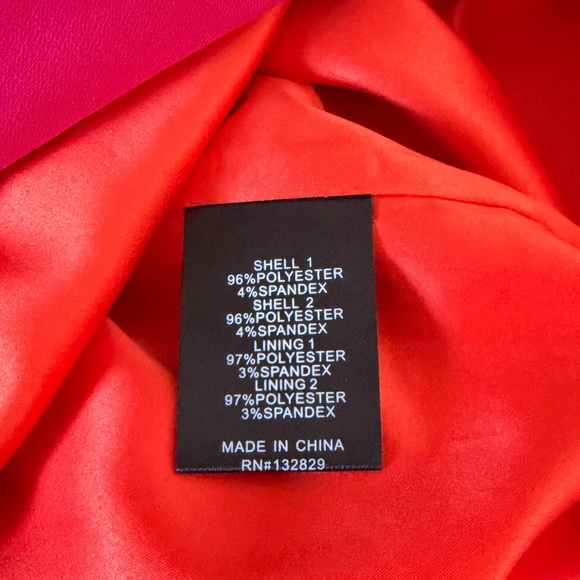 SHELL 1
96%POLYESTER
4%SPANDEX
SHELL 2
96%POLYESTER
4%SPANDEX
LINING 1
97%POLYESTER
3%SPANDEX
LINING 2
97%POLYESTER
3%SPANDEX
MADE IN CHINA
RN#132829